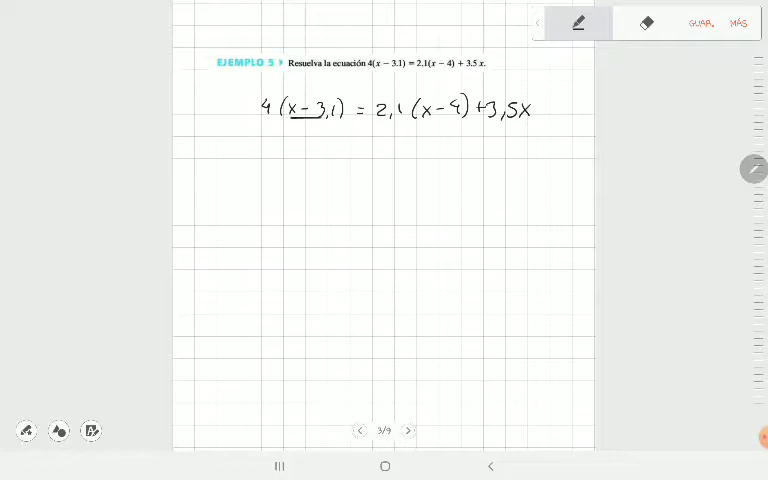 GUAR. MÁS
EJEMPLO 5 Resuelva la ecuación 4(x − 3.1) = 2.1(x − 4) + 3.5 x.
4 (x − 3,1) = 2,1 (x − 4) + 3,5x
3/9